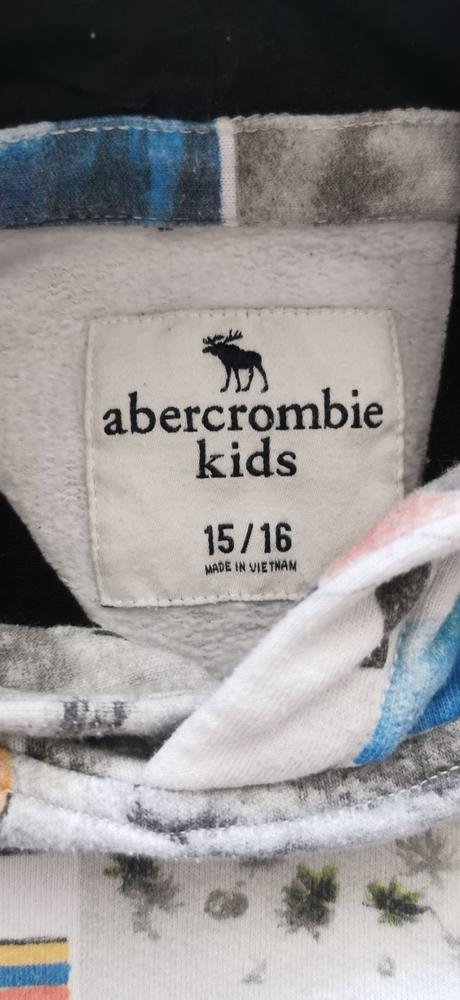 abercrombie
kids
15/16
MADE IN VIETNAM